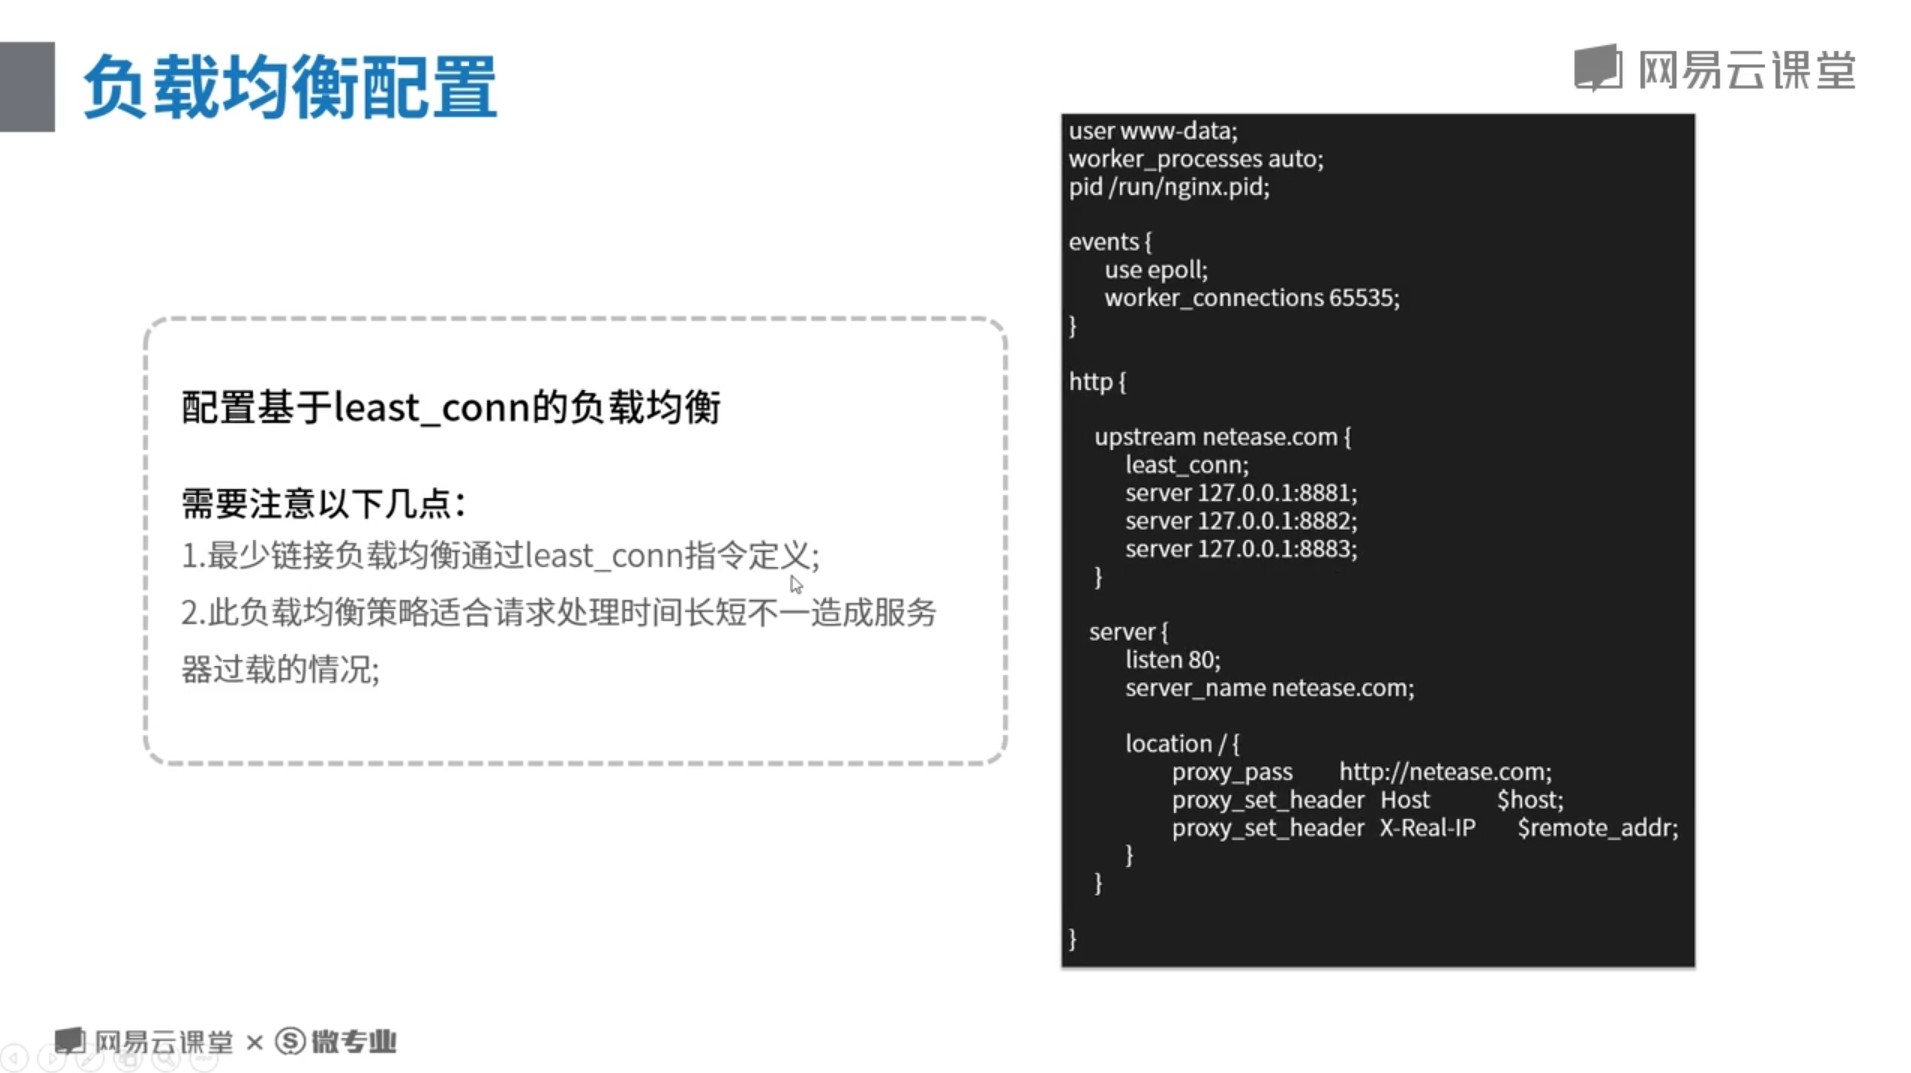 负载均衡配置
网易云课堂
配置基于least_conn的负载均衡
需要注意以下几点：
1.最少链接负载均衡通过least_conn指令定义;
2.此负载均衡策略适合请求处理时间长短不一造成服务
器过载的情况;
user www-data;
worker_processes auto;
pid /run/nginx.pid;
events {
use epoll;
worker_connections 65535;
}
http {
upstream netease.com {
least_conn;
server 127.0.0.1:8881;
server 127.0.0.1:8882;
server 127.0.0.1:8883;
}
server {
listen 80;
server_name netease.com;
location / {
proxy_pass http://netease.com;
proxy_set_header Host $host;
proxy_set_header X-Real-IP $remote_addr;
}
}
}
网易云课堂 × 微专业